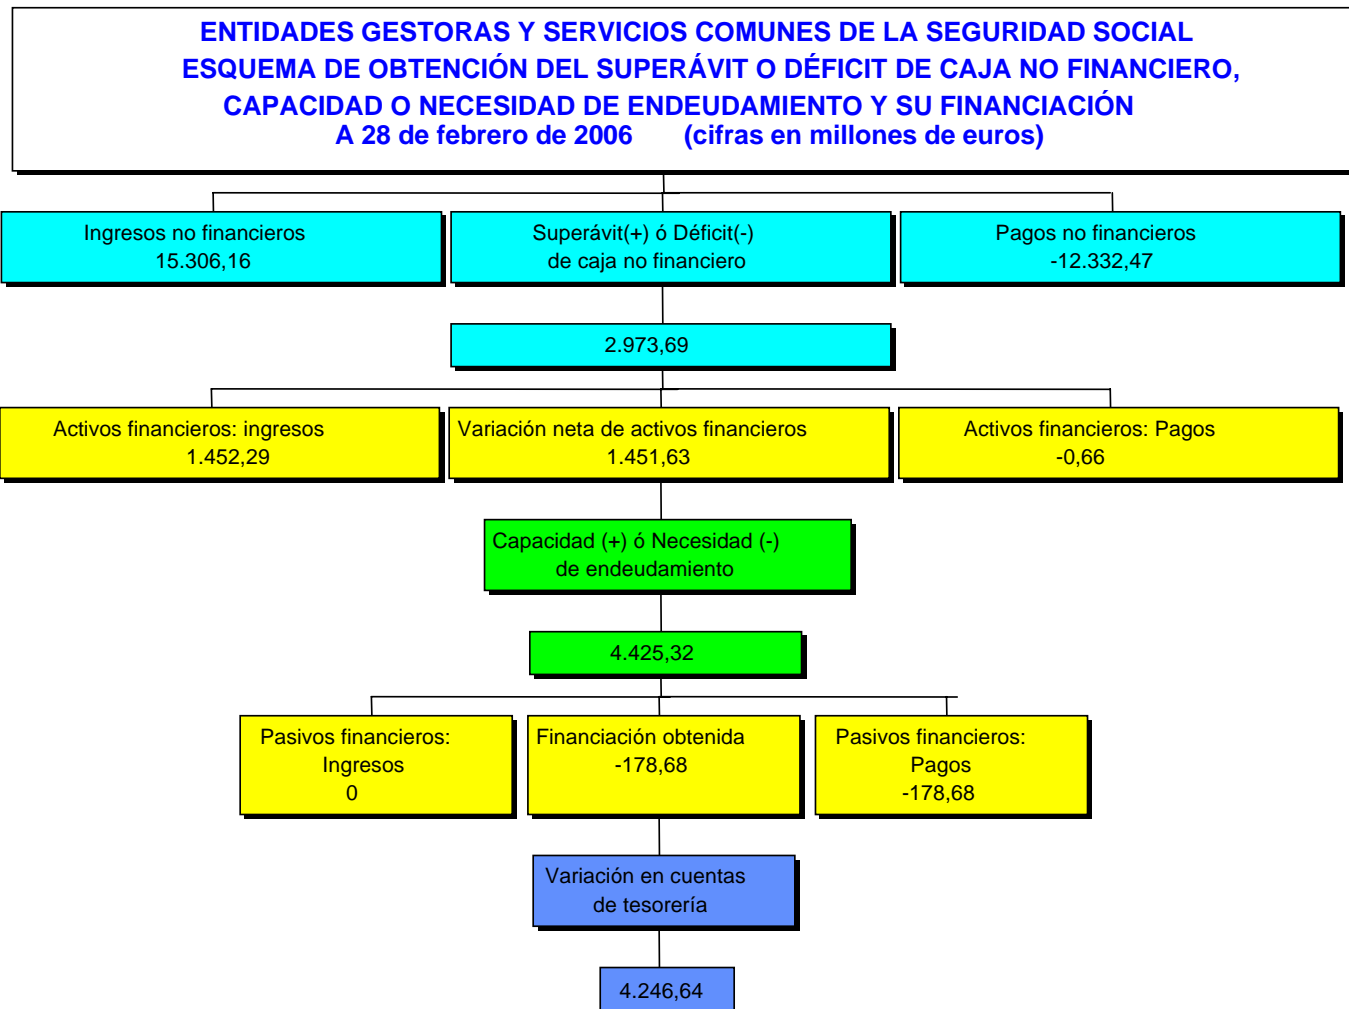 ENTIDADES GESTORAS Y SERVICIOS COMUNES DE LA SEGURIDAD SOCIAL
ESQUEMA DE OBTENCIÓN DEL SUPERÁVIT O DÉFICIT DE CAJA NO FINANCIERO,
CAPACIDAD O NECESIDAD DE ENDEUDAMIENTO Y SU FINANCIACIÓN
A 28 de febrero de 2006 (cifras en millones de euros)
Ingresos no financieros
15.306,16
Superávit(+) ó Déficit(-)
de caja no financiero
Pagos no financieros
-12.332,47
2.973,69
Activos financieros: ingresos
1.452,29
Variación neta de activos financieros
1.451,63
Activos financieros: Pagos
-0,66
Capacidad (+) ó Necesidad (-)
de endeudamiento
4.425,32
Pasivos financieros:
Ingresos
0
Financiación obtenida
-178,68
Pasivos financieros:
Pagos
-178,68
Variación en cuentas
de tesorería
4.246,64